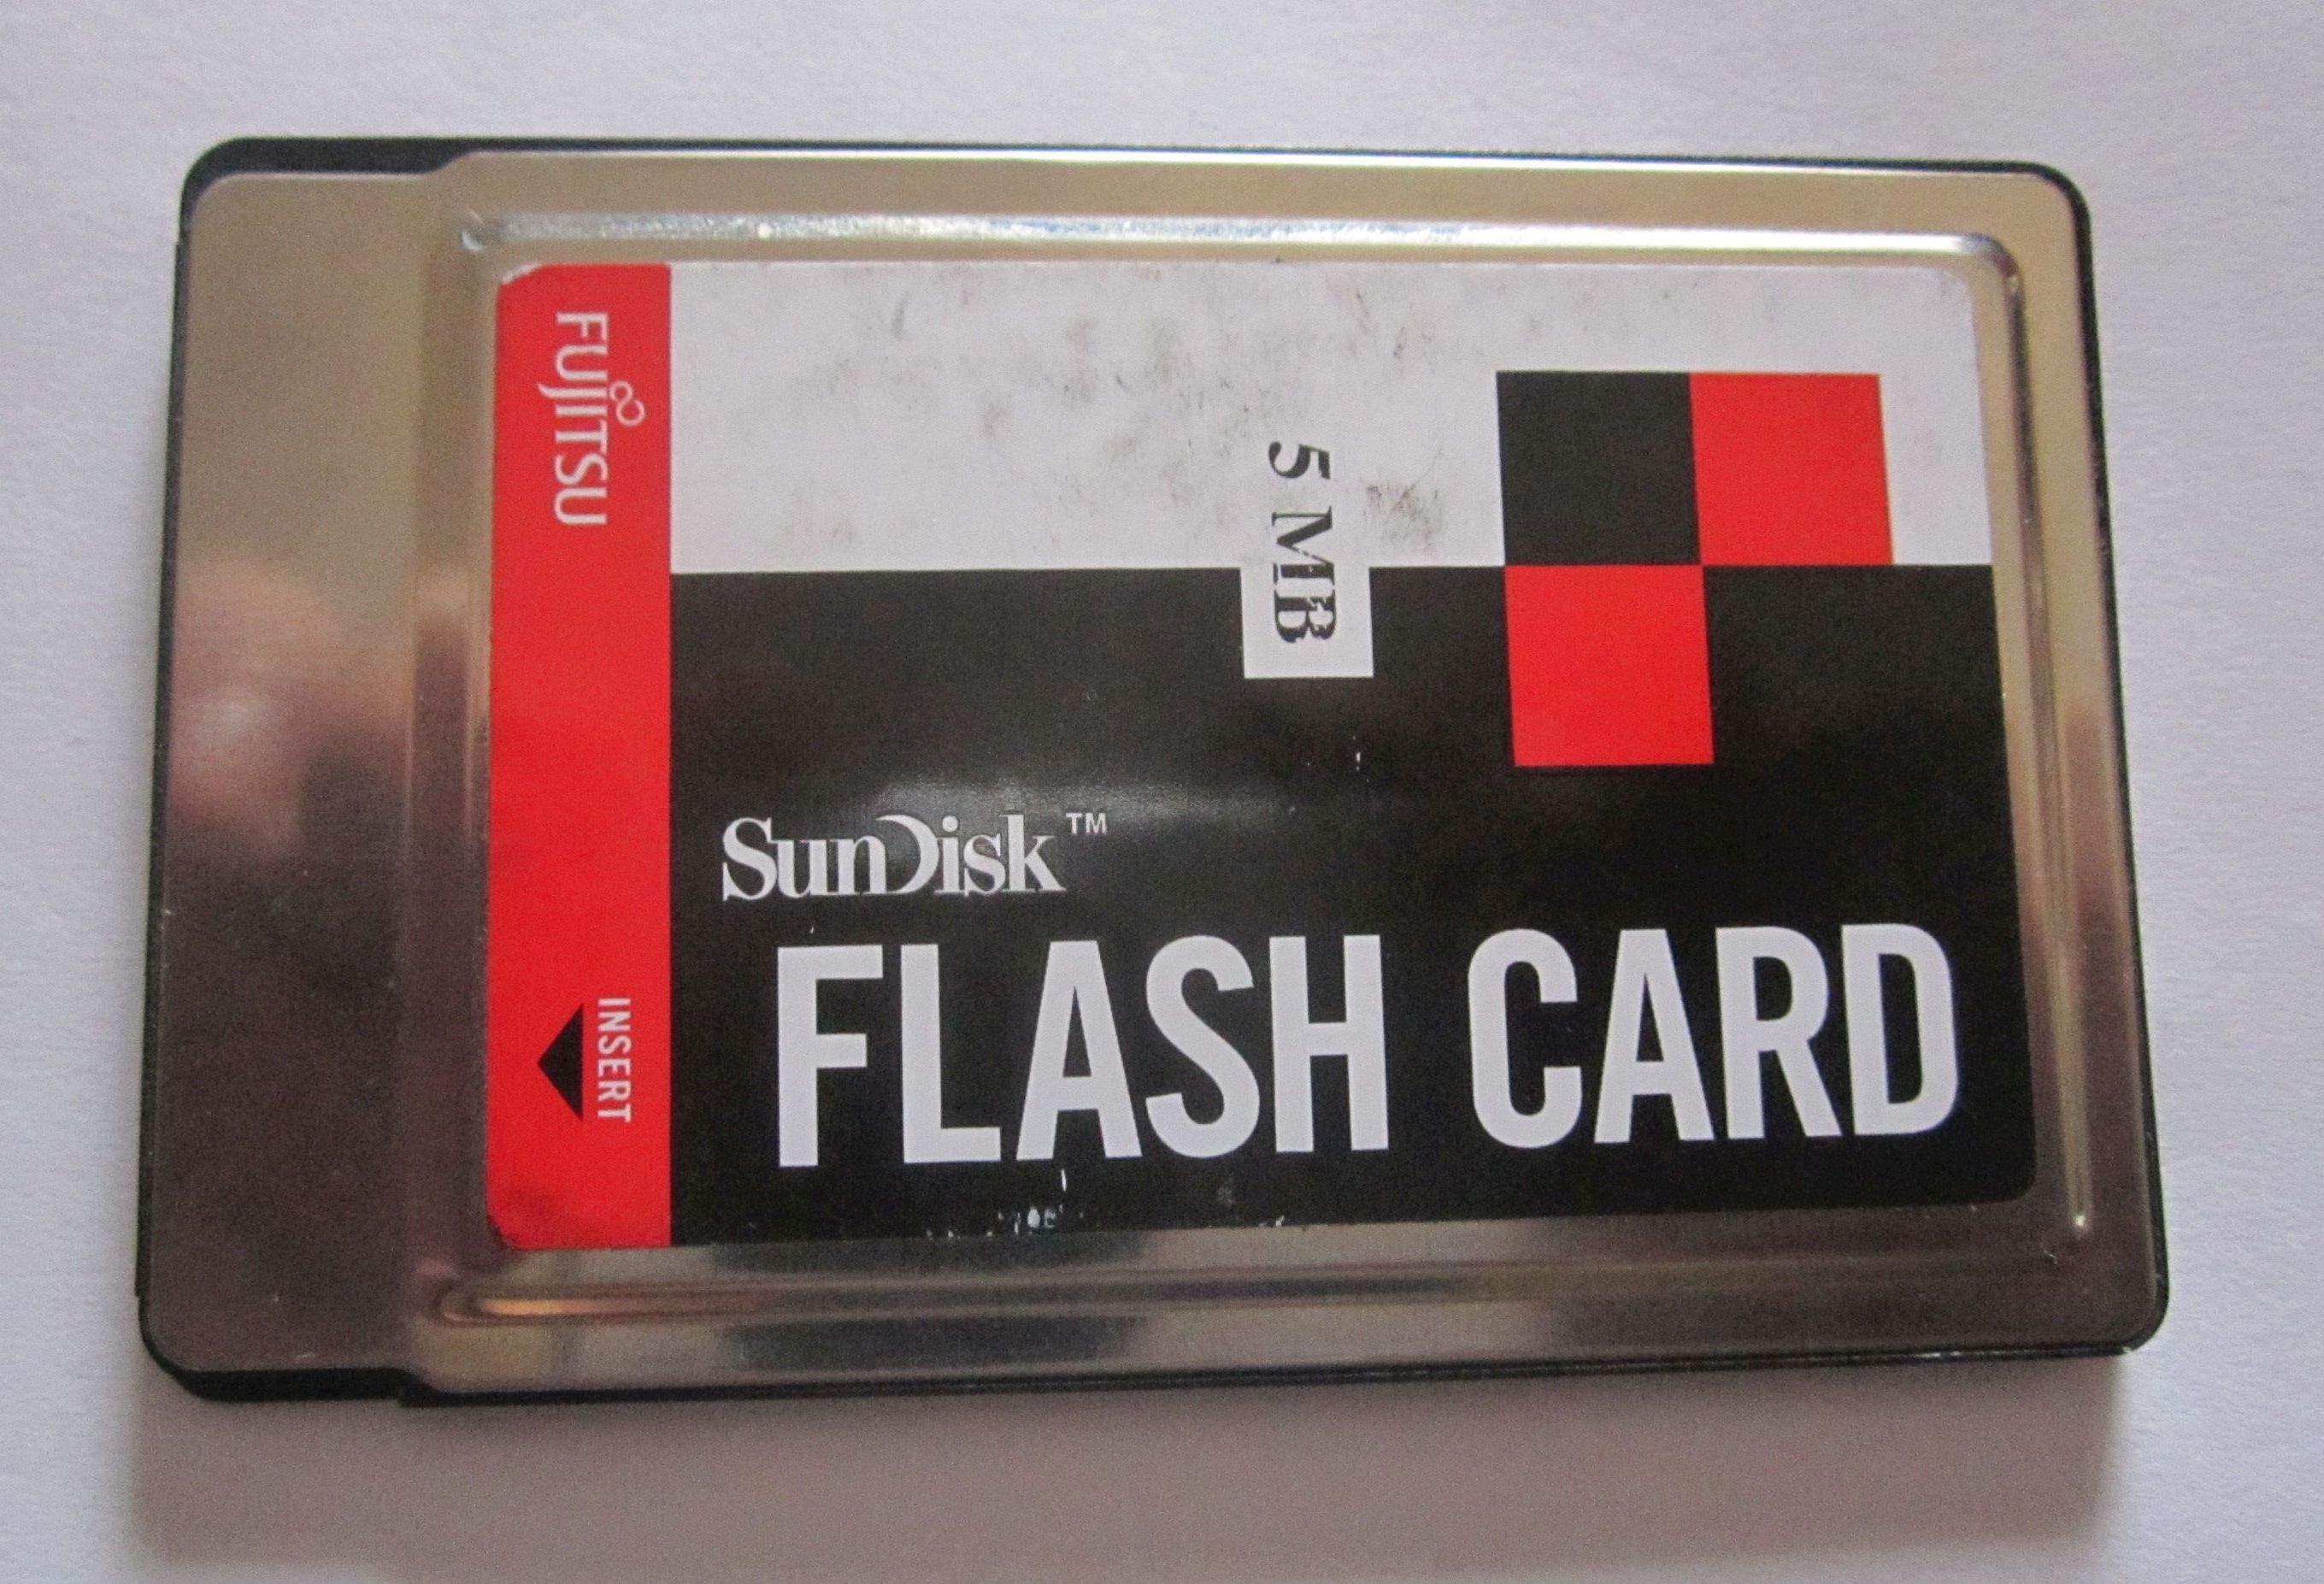 FUJITSU
INSERT
5 MB
SunDisk™
FLASH CARD